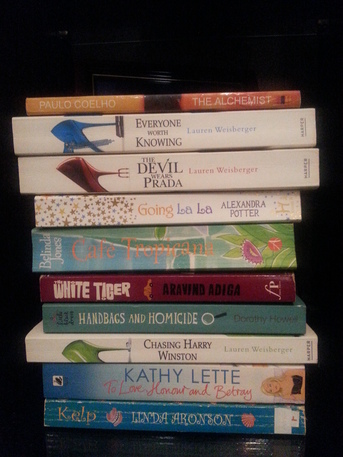 PAULO COELHO THE ALCHEMIST
EVERYONE WORTH KNOWING Lauren Weisberger
THE DEVIL WEARS PRADA Lauren Weisberger
Going La La ALEXANDRA POTTER
Belinda Jones Café Tropicana
THE WHITE TIGER ARAVIND ADIGA
HANDBAGS AND HOMICIDE Dorothy Howell
CHASING HARRY WINSTON Lauren Weisberger
KATHY LETTE
To Love, Honour and Betray
Kelp LINDA ARONSON